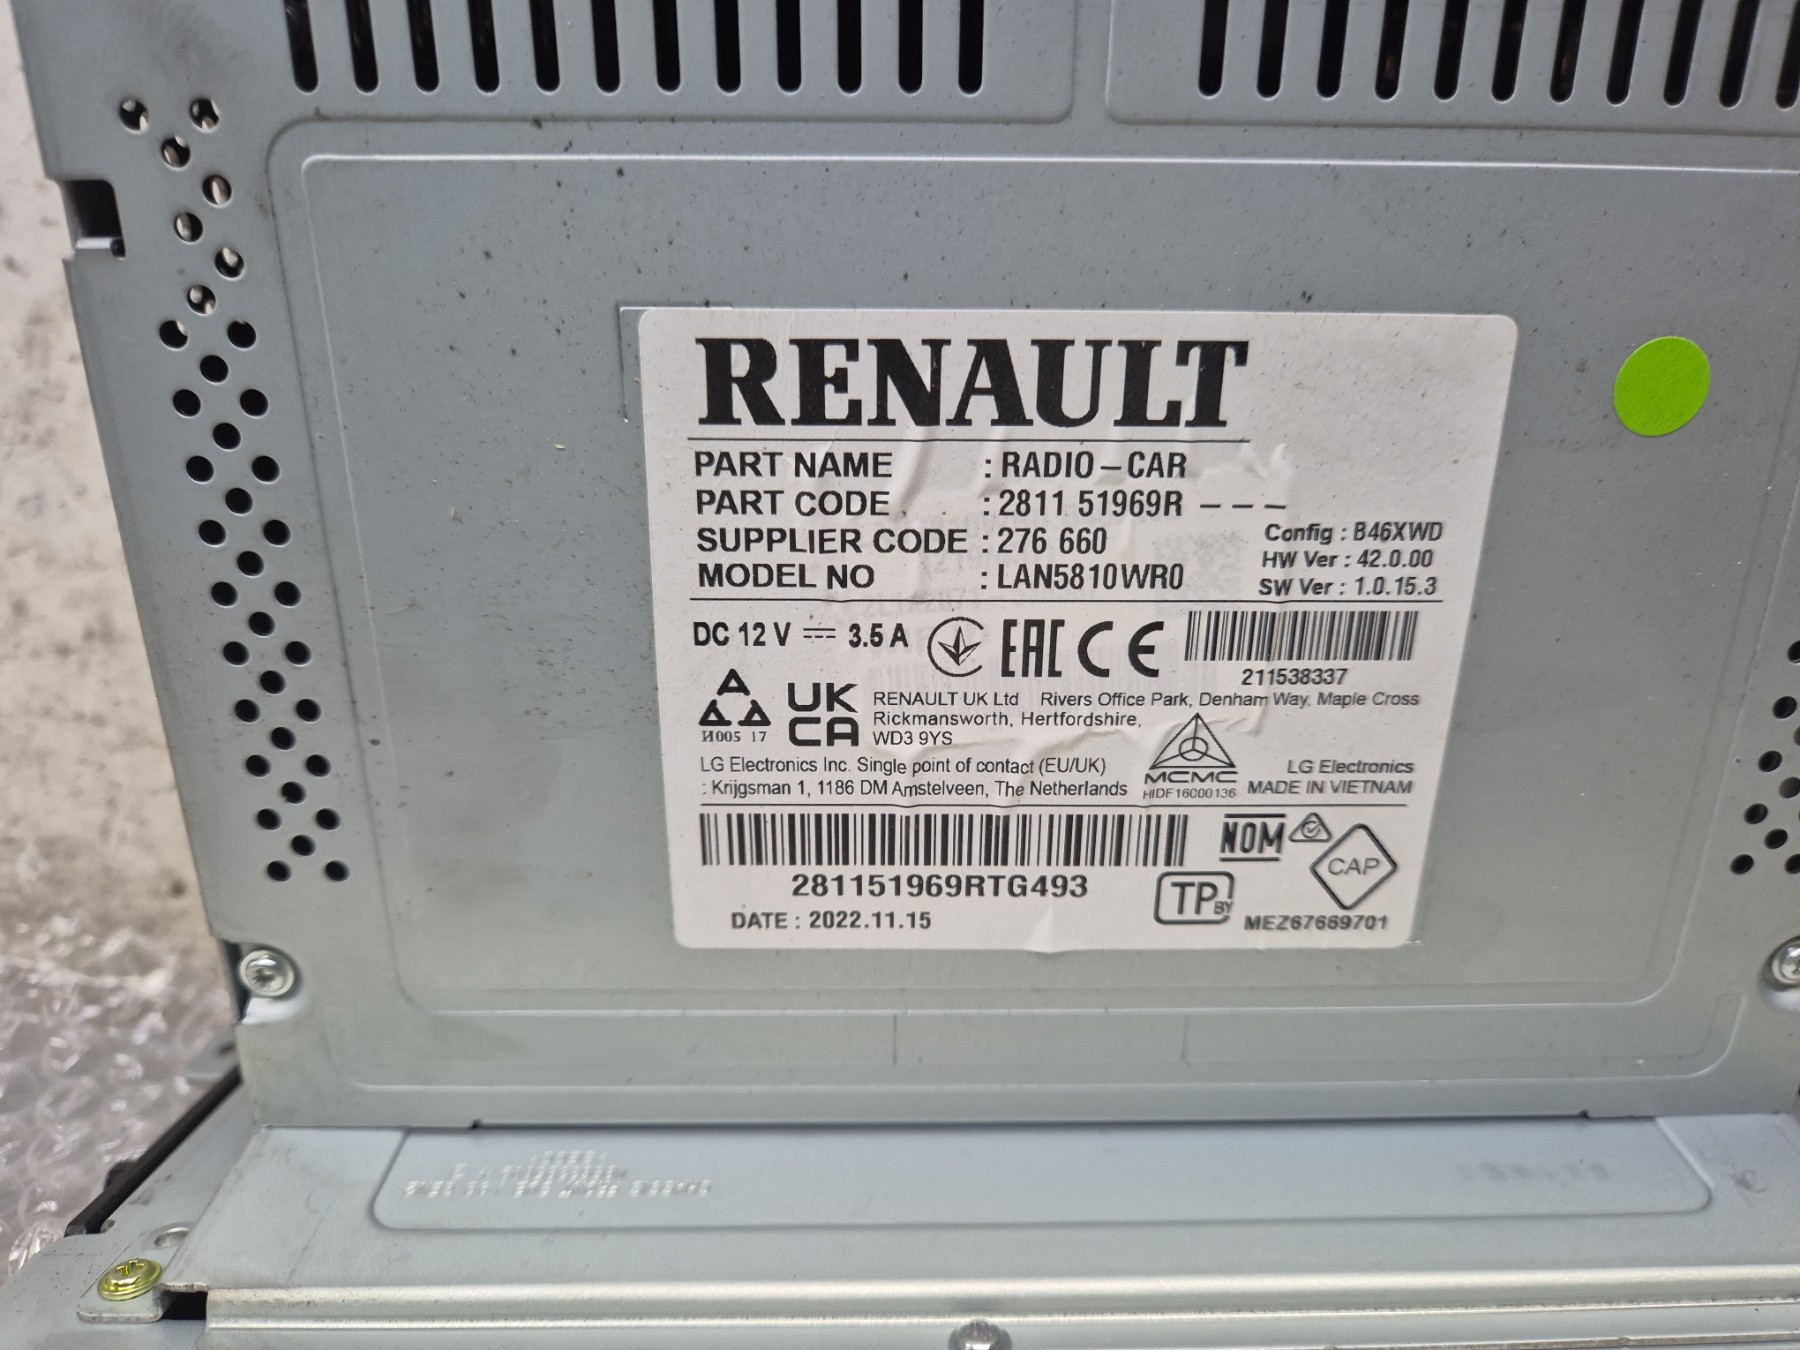 RENAULT
PART NAME : RADIO-CAR
PART CODE : 2811 51969R - - -
SUPPLIER CODE : 276 660
MODEL NO : LAN5810WR0
Config : B46XWD
HW Ver : 42.0.00
SW Ver : 1.0.15.3
DC 12 V ⎓ 3.5 A EAC CE
211538337
И005 17
UK
CA
RENAULT UK Ltd Rivers Office Park, Denham Way, Maple Cross
Rickmansworth, Hertfordshire,
WD3 9YS
LG Electronics Inc. Single point of contact (EU/UK)
: Krijgsman 1, 1186 DM Amstelveen, The Netherlands
MCMC
HIDF16000136
LG Electronics
MADE IN VIETNAM
281151969RTG493
DATE : 2022.11.15
NOM
CAP
TP BY
MEZ67669701